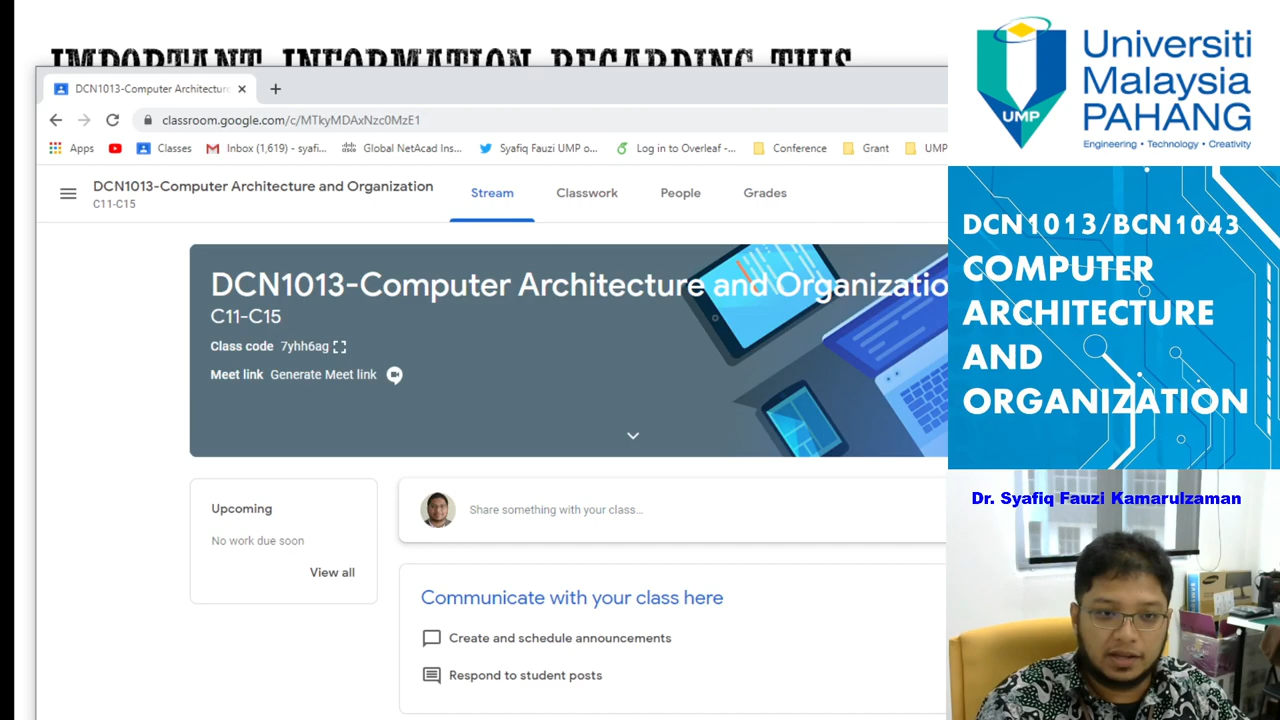 IMPORTANT INFORMATION REGARDING THIS
DCN1013-Computer Architecture
classroom.google.com/c/MTkyMDAxNzc0MzE1
Apps
Classes
Inbox (1,619) - syafi...
Global NetAcad Ins...
Syafiq Fauzi UMP o...
Log in to Overleaf -...
Conference
Grant
UMP
DCN1013-Computer Architecture and Organization
C11-C15
Stream
Classwork
People
Grades
DCN1013-Computer Architecture and Organizatio
C11-C15
Class code 7yhh6ag
Meet link Generate Meet link
Upcoming
No work due soon
View all
Share something with your class...
Communicate with your class here
Create and schedule announcements
Respond to student posts
UMP
Universiti
Malaysia
PAHANG
Engineering • Technology • Creativity
DCN1013/BCN1043
COMPUTER
ARCHITECTURE
AND
ORGANIZATION
Dr. Syafiq Fauzi Kamarulzaman